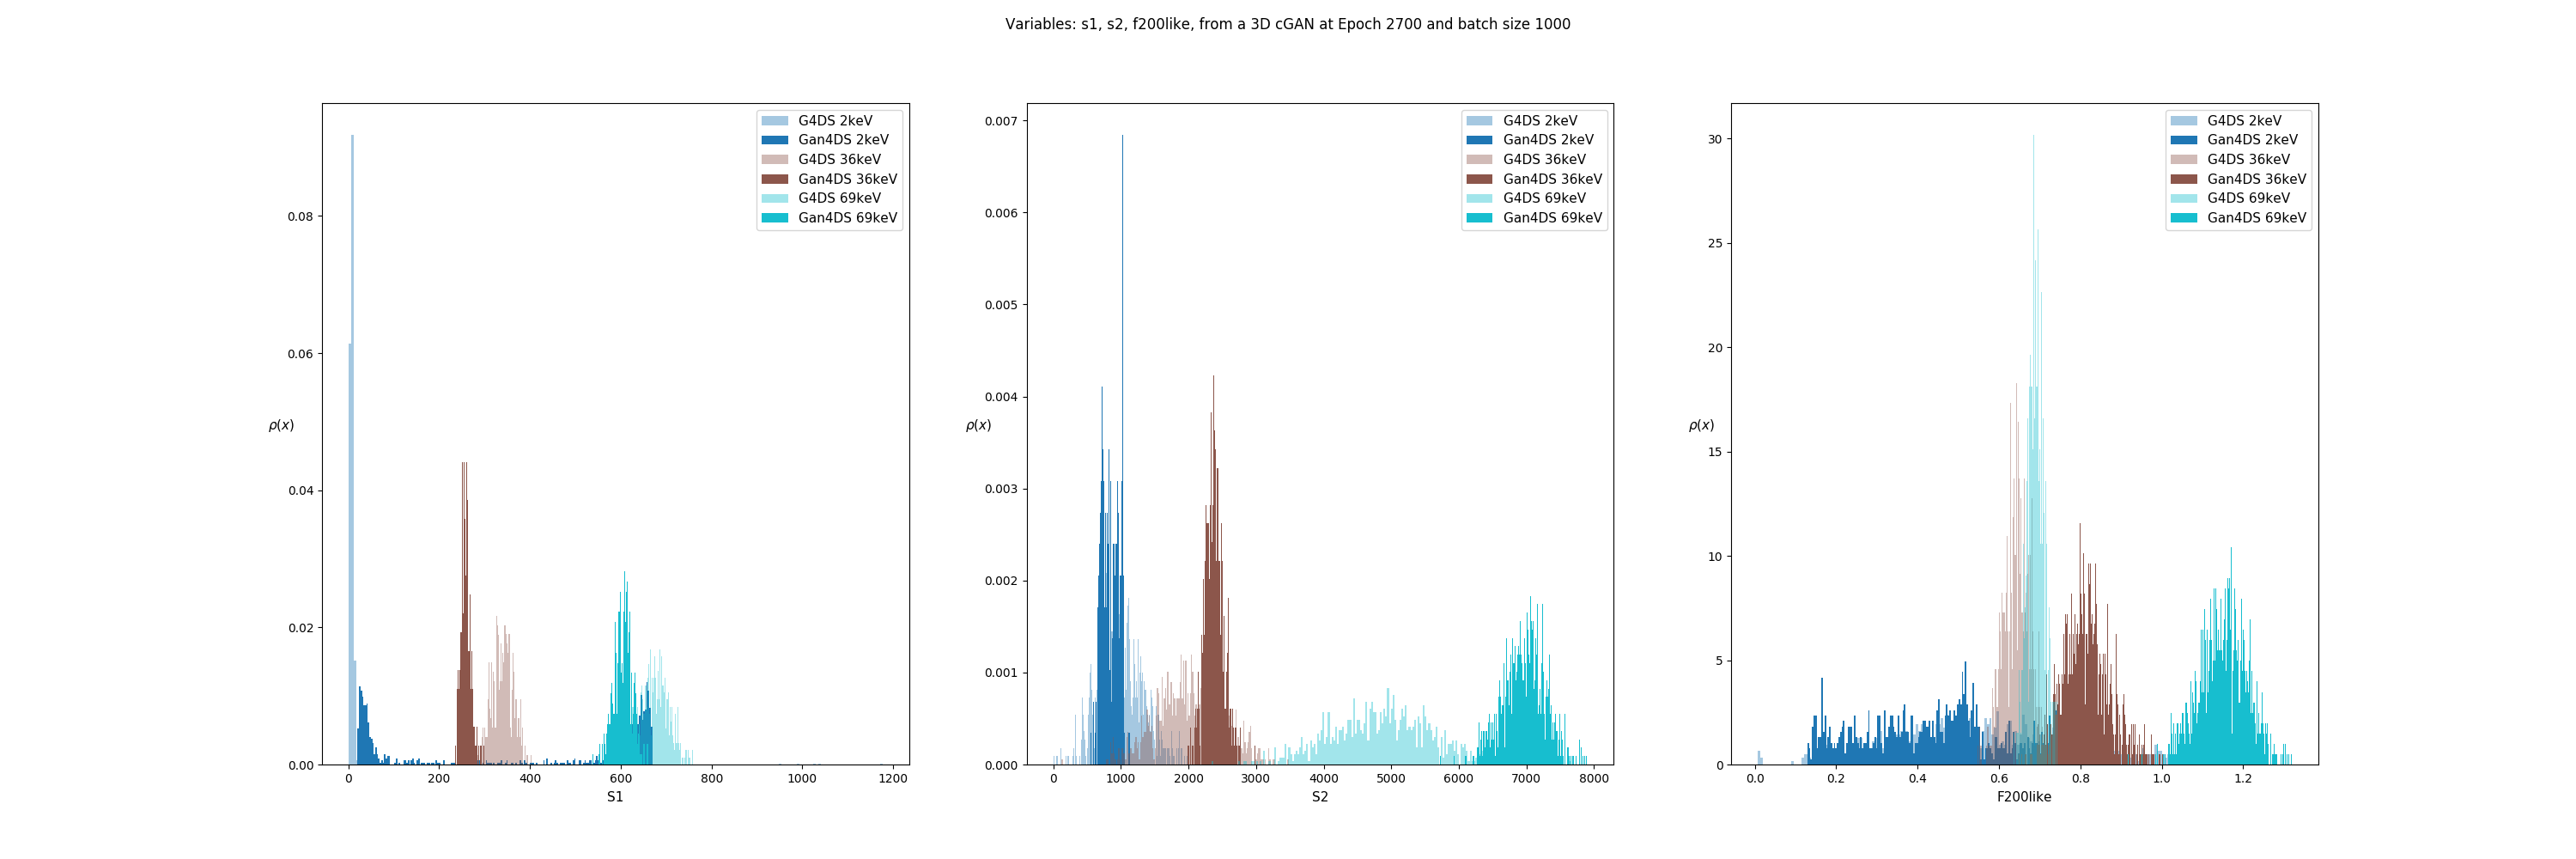 Variables: s1, s2, f200like, from a 3D cGAN at Epoch 2700 and batch size 1000
G4DS 2keV
Gan4DS 2keV
G4DS 36keV
Gan4DS 36keV
G4DS 69keV
Gan4DS 69keV
0.08
0.06
0.04
0.02
0.00
ρ(x)
0 200 400 600 800 1000 1200
S1
G4DS 2keV
Gan4DS 2keV
G4DS 36keV
Gan4DS 36keV
G4DS 69keV
Gan4DS 69keV
0.007
0.006
0.005
0.004
0.003
0.002
0.001
0.000
ρ(x)
0 1000 2000 3000 4000 5000 6000 7000 8000
S2
G4DS 2keV
Gan4DS 2keV
G4DS 36keV
Gan4DS 36keV
G4DS 69keV
Gan4DS 69keV
30
25
20
15
10
5
0
ρ(x)
0.0 0.2 0.4 0.6 0.8 1.0 1.2
F200like